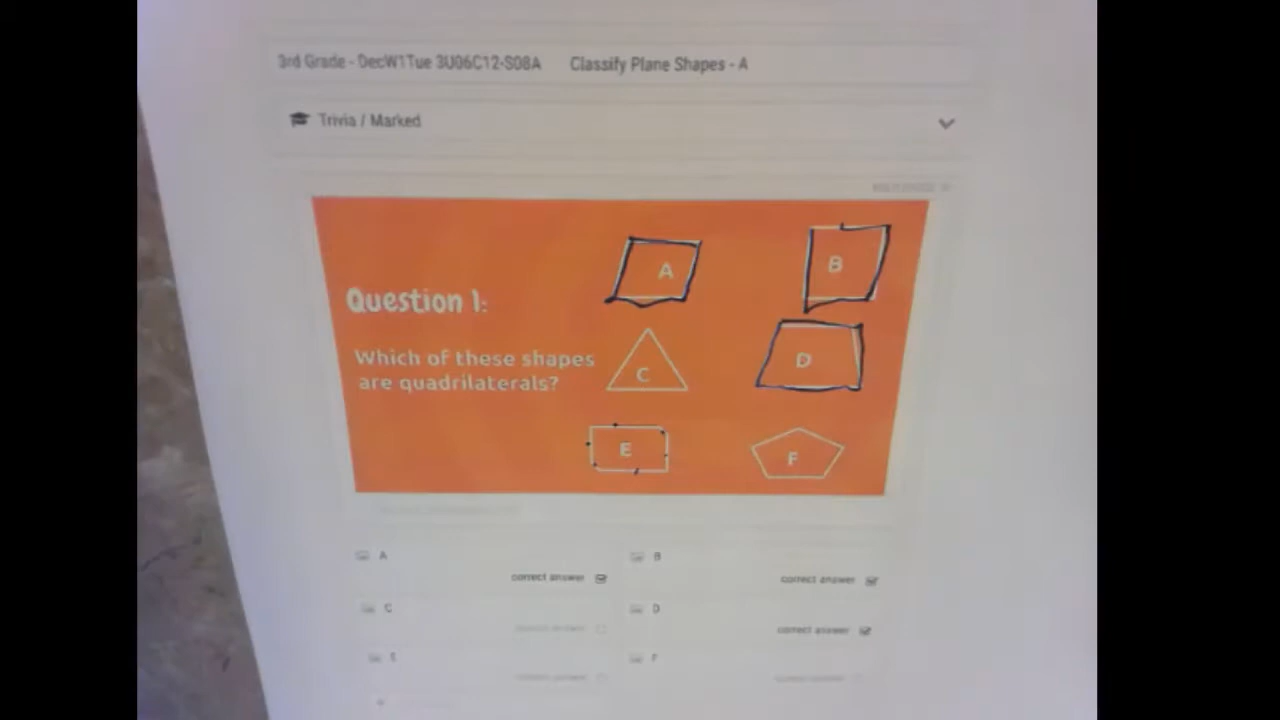 3rd Grade - DecW1Tue 3U06C12-S08A Classify Plane Shapes - A
Trivia / Marked
A
B
Question 1:
Which of these shapes
are quadrilaterals?
C
D
E
F
A
B
correct answer
correct answer
C
D
correct answer
E
F